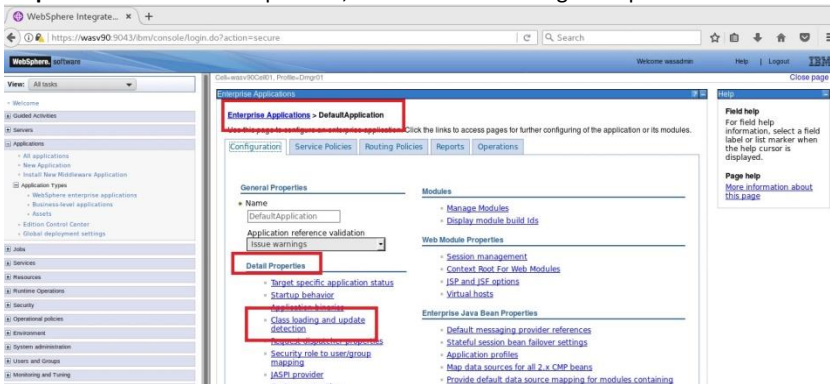 WebSphere Integrate... × +
https://wasv90:9043/ibm/console/login.do?action=secure
Search
WebSphere. software
Welcome wasadmin
Help | Logout
IBM
View: All tasks
Cell=wasv90Cell01, Profile=Dmgr01
Close page
Welcome
Guided Activities
Servers
Applications
All applications
New Application
Install New Middleware Application
Application Types
WebSphere enterprise applications
Business-level applications
Assets
Edition Control Center
Global deployment settings
Jobs
Services
Resources
Runtime Operations
Security
Operational policies
Environment
System administration
Users and Groups
Monitoring and Tuning
Enterprise Applications
Enterprise Applications > DefaultApplication
Use this page to configure an enterprise application. Click the links to access pages for further configuring of the application or its modules.
Configuration Service Policies Routing Policies Reports Operations
General Properties
Name
DefaultApplication
Application reference validation
Issue warnings
Detail Properties
Target specific application status
Startup behavior
Application binaries
Class loading and update
detection
Request dispatcher properties
Security role to user/group
mapping
JASPI provider
Modules
Manage Modules
Display module build Ids
Web Module Properties
Session management
Context Root For Web Modules
JSP and JSF options
Virtual hosts
Enterprise Java Bean Properties
Default messaging provider references
Stateful session bean failover settings
Application profiles
Map data sources for all 2.x CMP beans
Provide default data source mapping for modules containing
Help
Field help
For field help
information, select a field
label or list marker when
the help cursor is
displayed.
Page help
More information about
this page